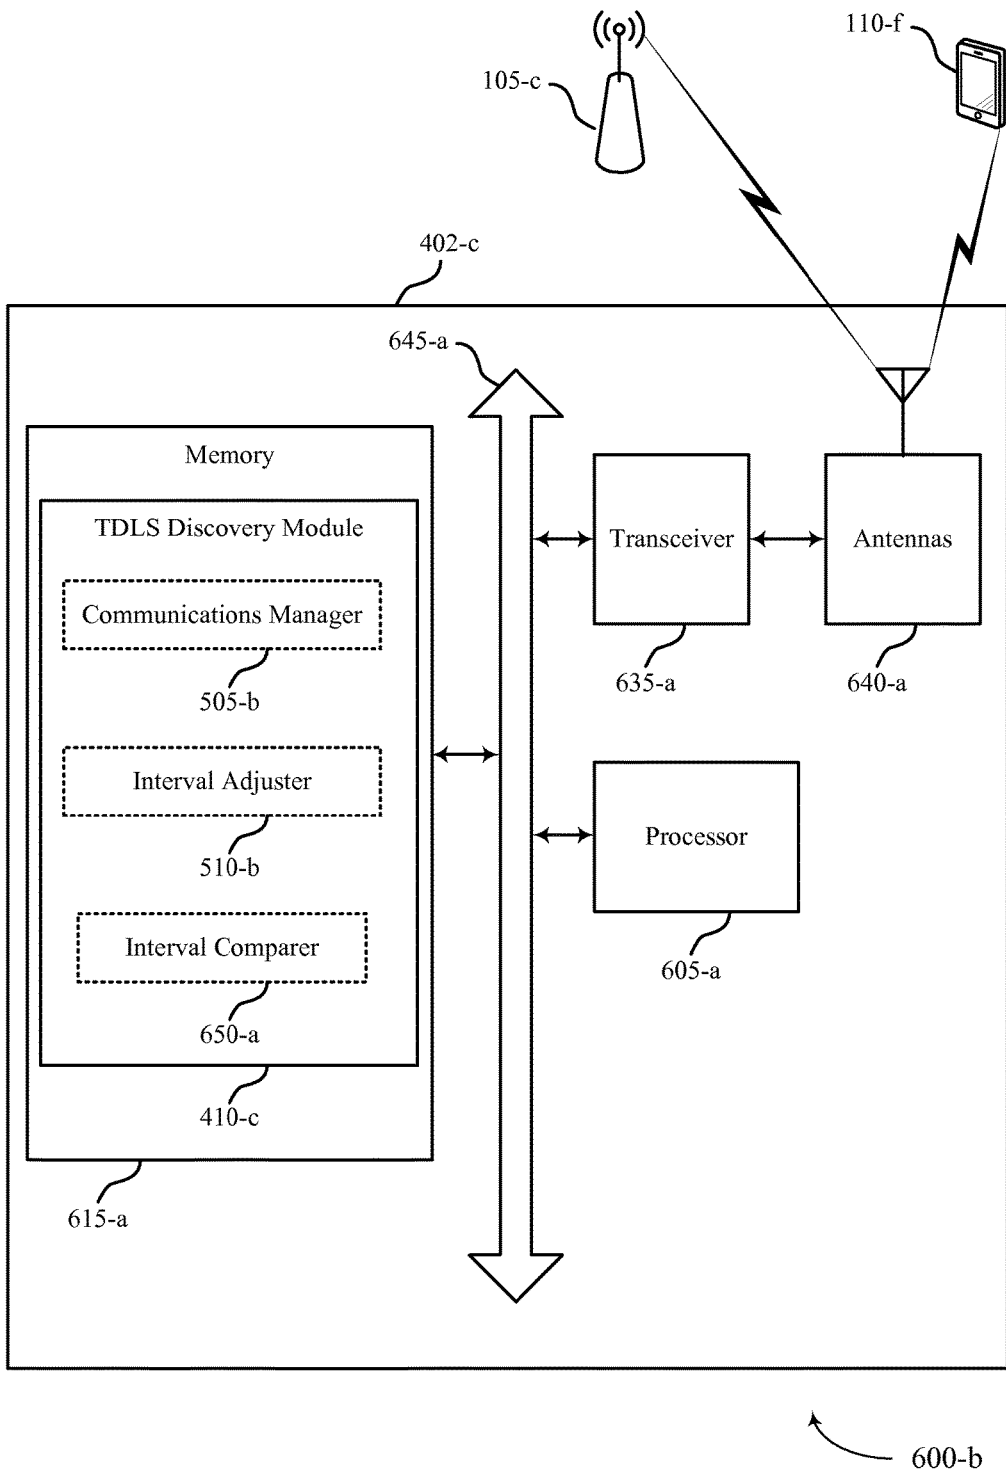 110-f
105-c
402-c
645-a
Memory
TDLS Discovery Module
Communications Manager
505-b
Interval Adjuster
510-b
Interval Comparer
650-a
410-c
615-a
Transceiver
635-a
Antennas
640-a
Processor
605-a
600-b